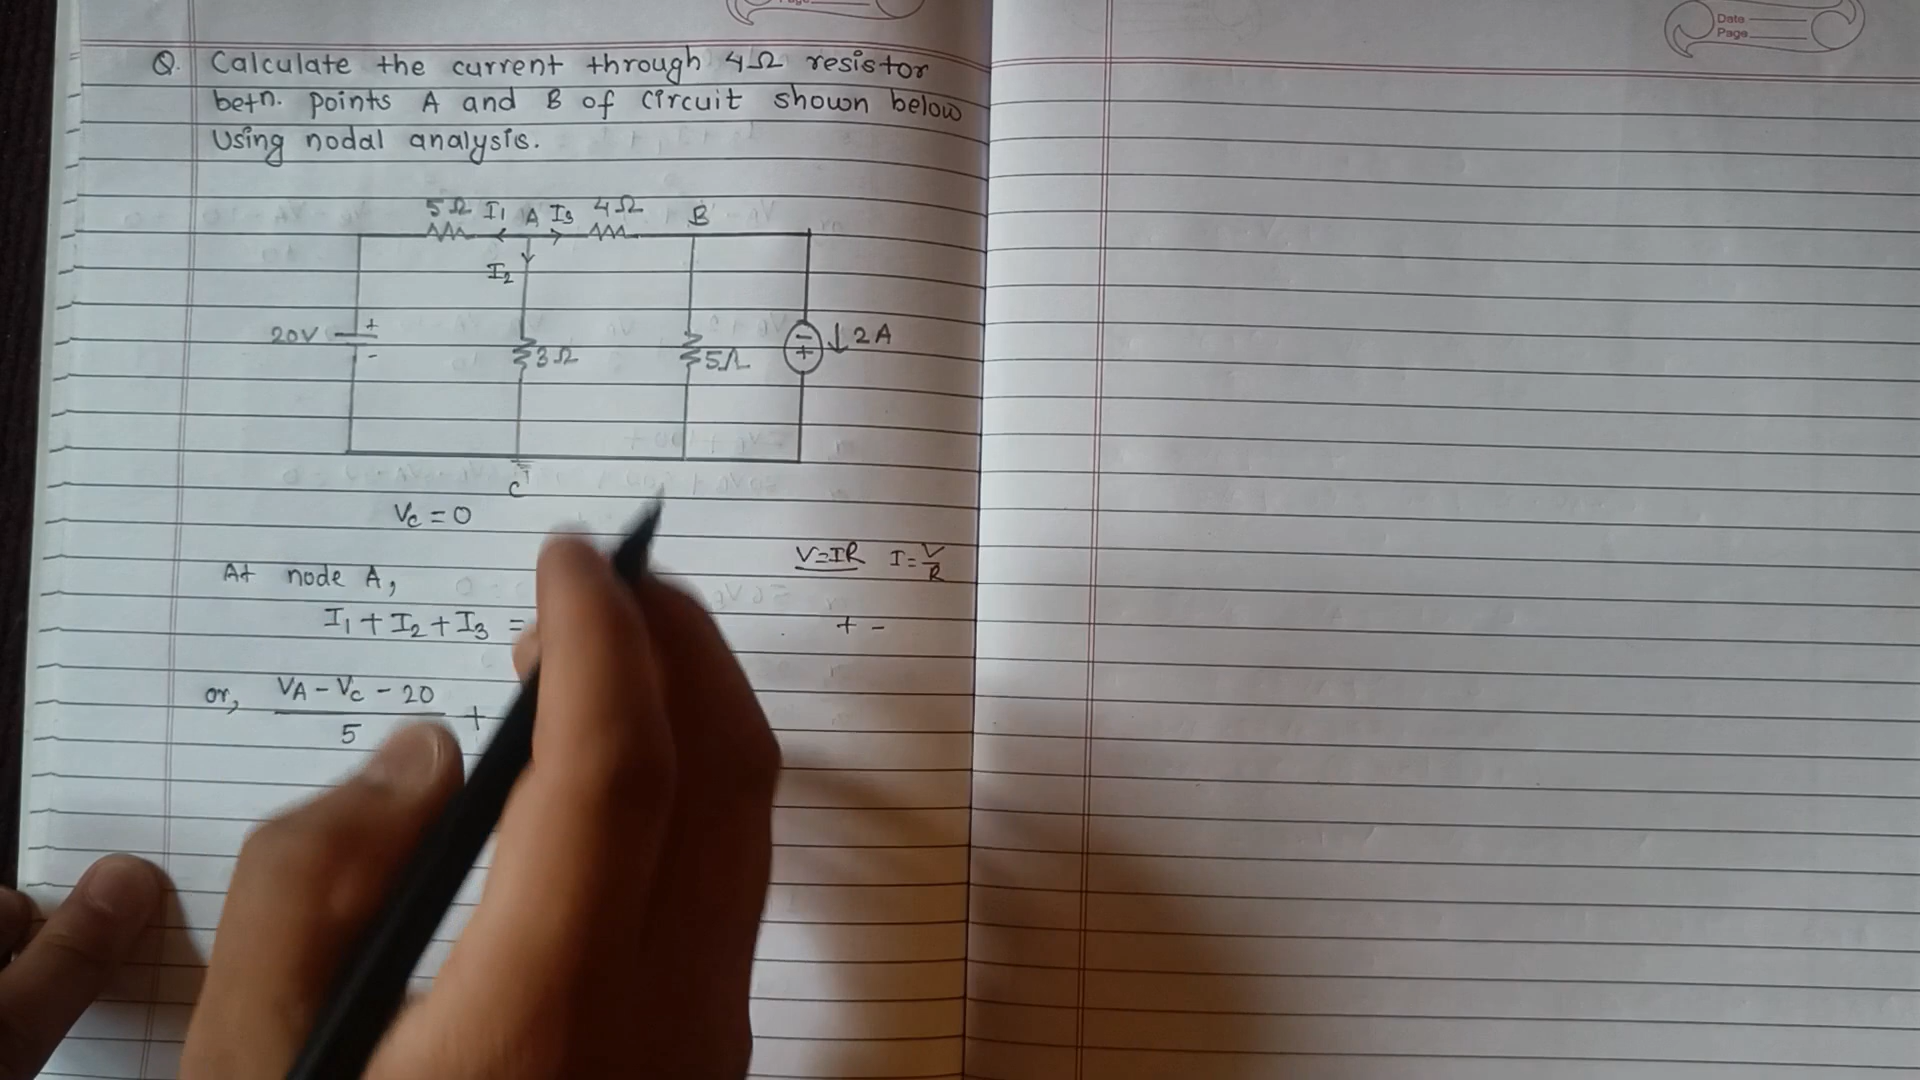 Q. Calculate the current through 4Ω resistor
betn. points A and B of circuit shown below
Using nodal analysis.
5Ω I₁ A I₃ 4Ω B
I₂
20V + - 3Ω 5Ω - + ↓2A
C
Vc = 0
V=IR I=V/R
At node A,
I₁ + I₂ + I₃ =
+ -
or, (VA - Vc - 20)/5 +
Date
Page